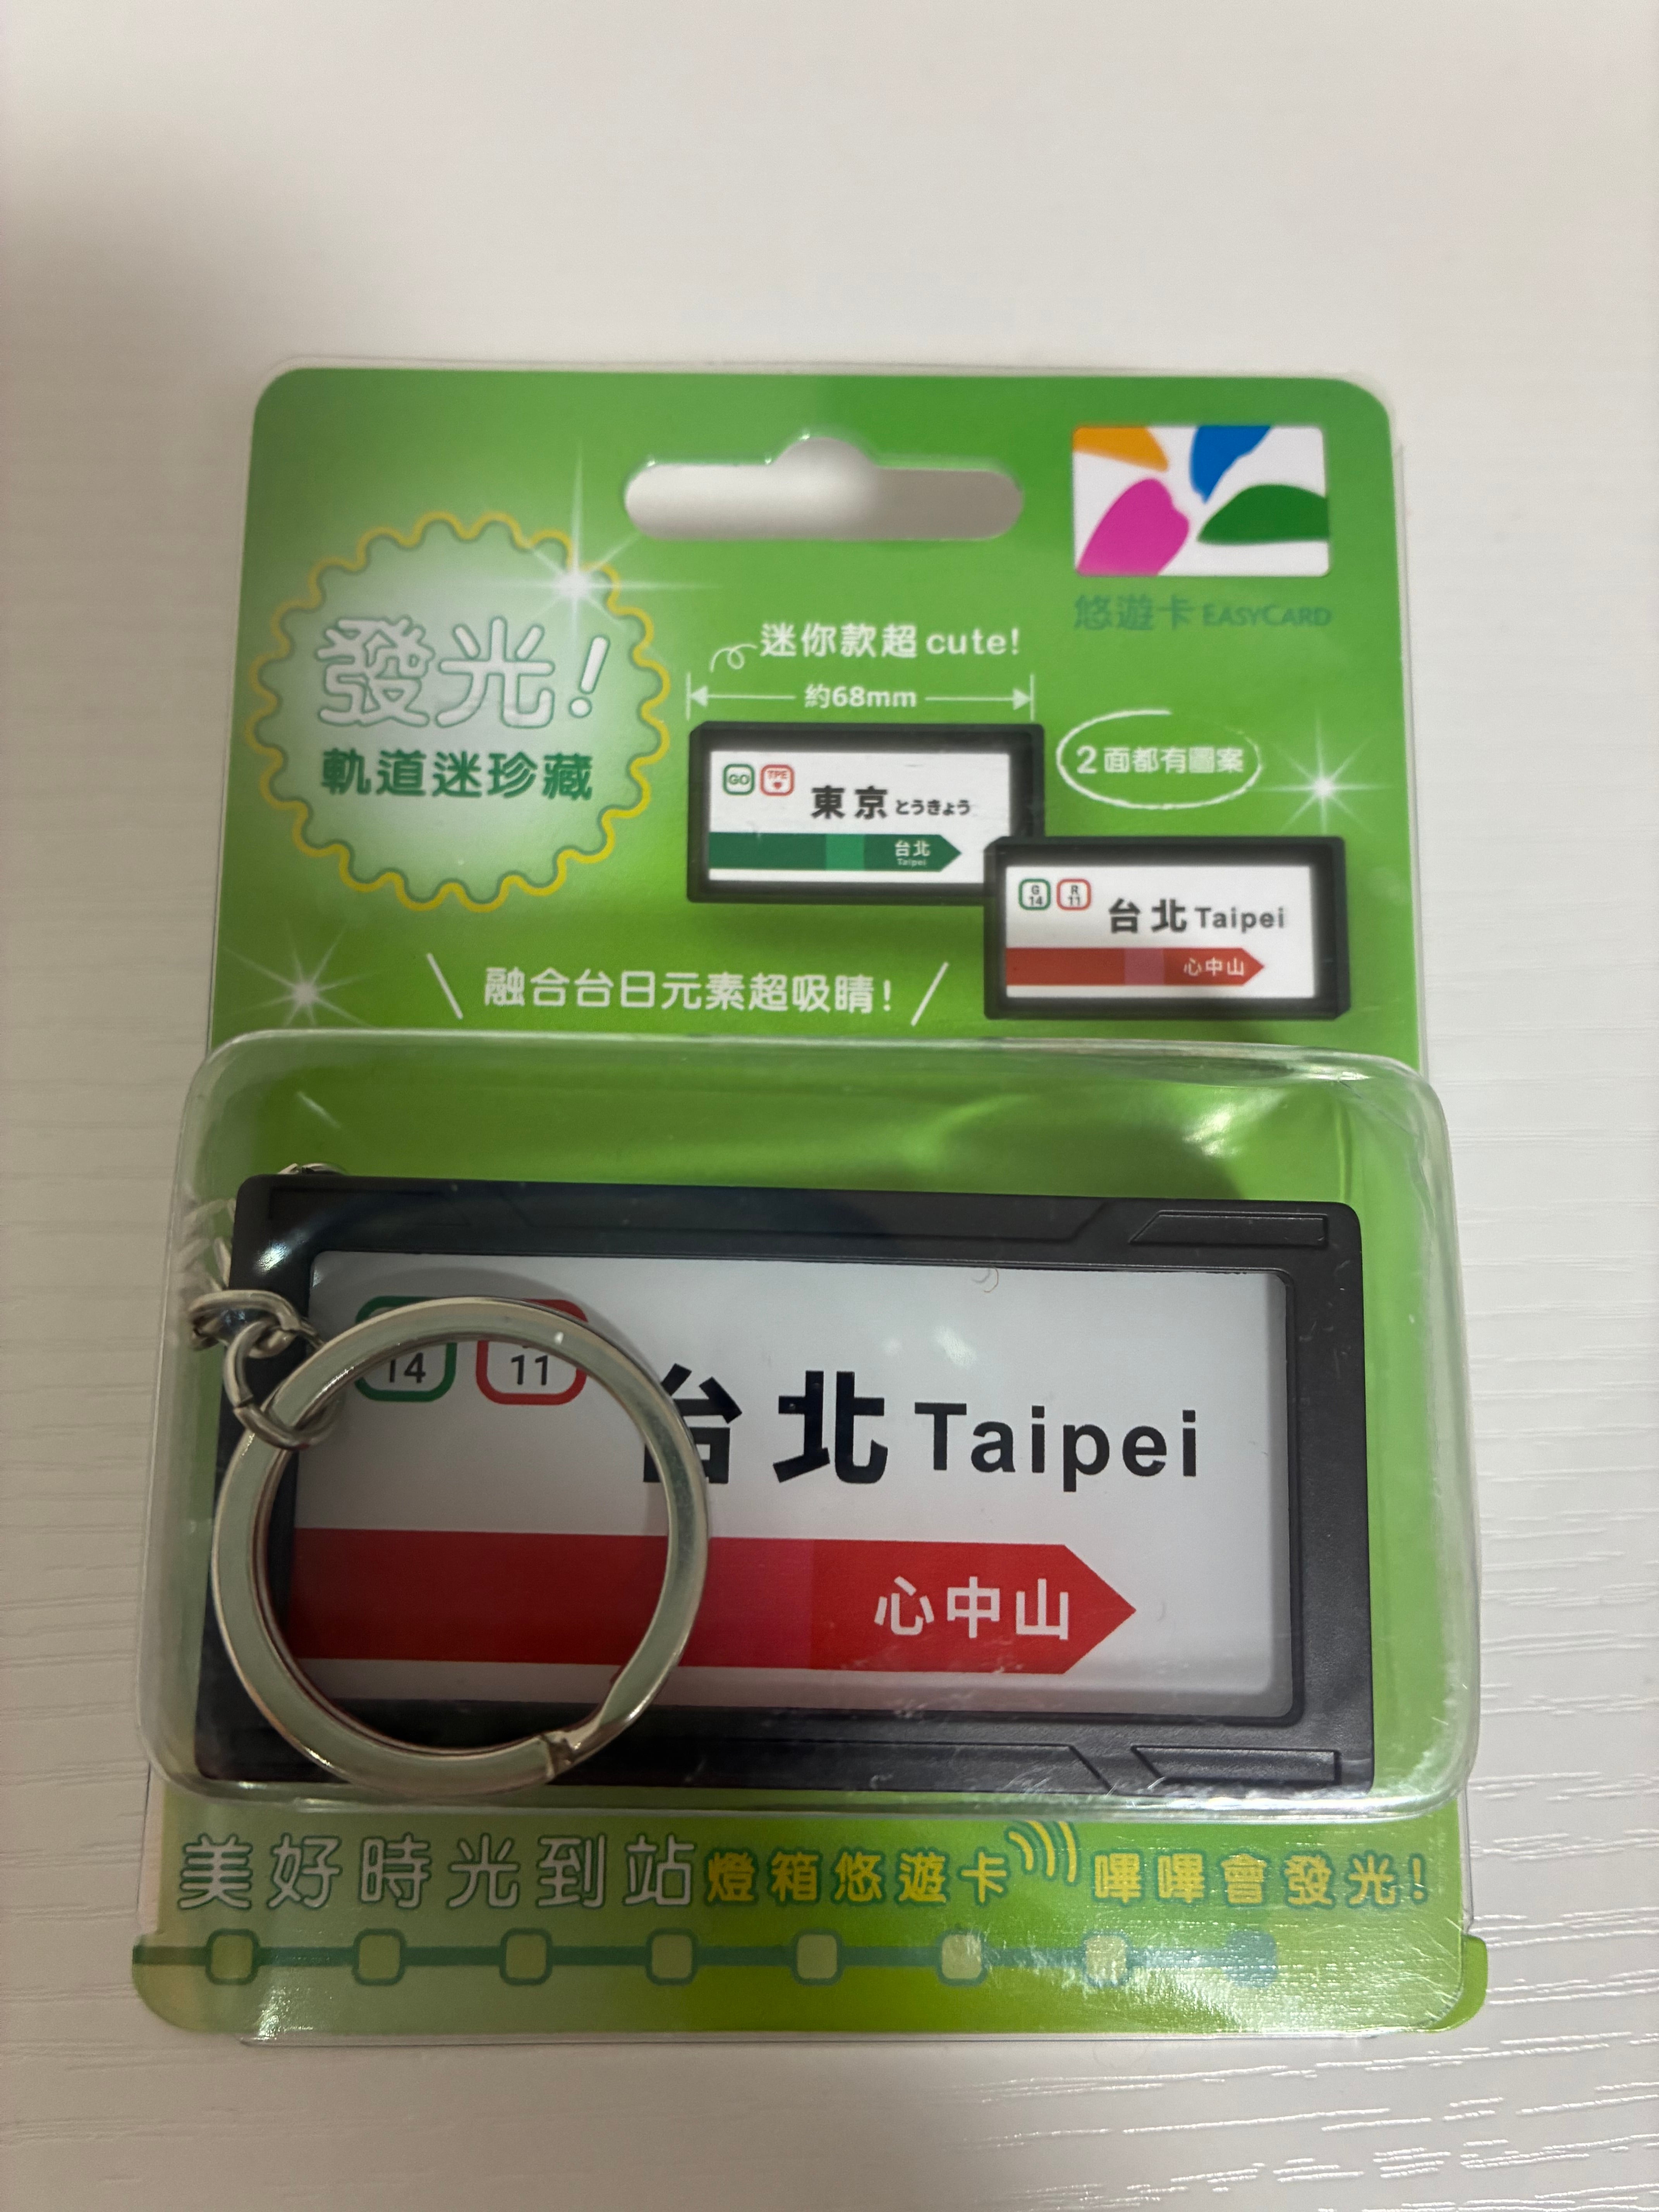 悠遊卡 EASYCARD
發光!
軌道迷珍藏
迷你款超cute!
約68mm
2面都有圖案
GO TPE
東京 とうきょう
台北
Taipei
G 14 R 11
台北 Taipei
心中山
融合台日元素超吸睛!
14 11
台北 Taipei
心中山
美好時光到站 燈箱悠遊卡 嗶嗶會發光!